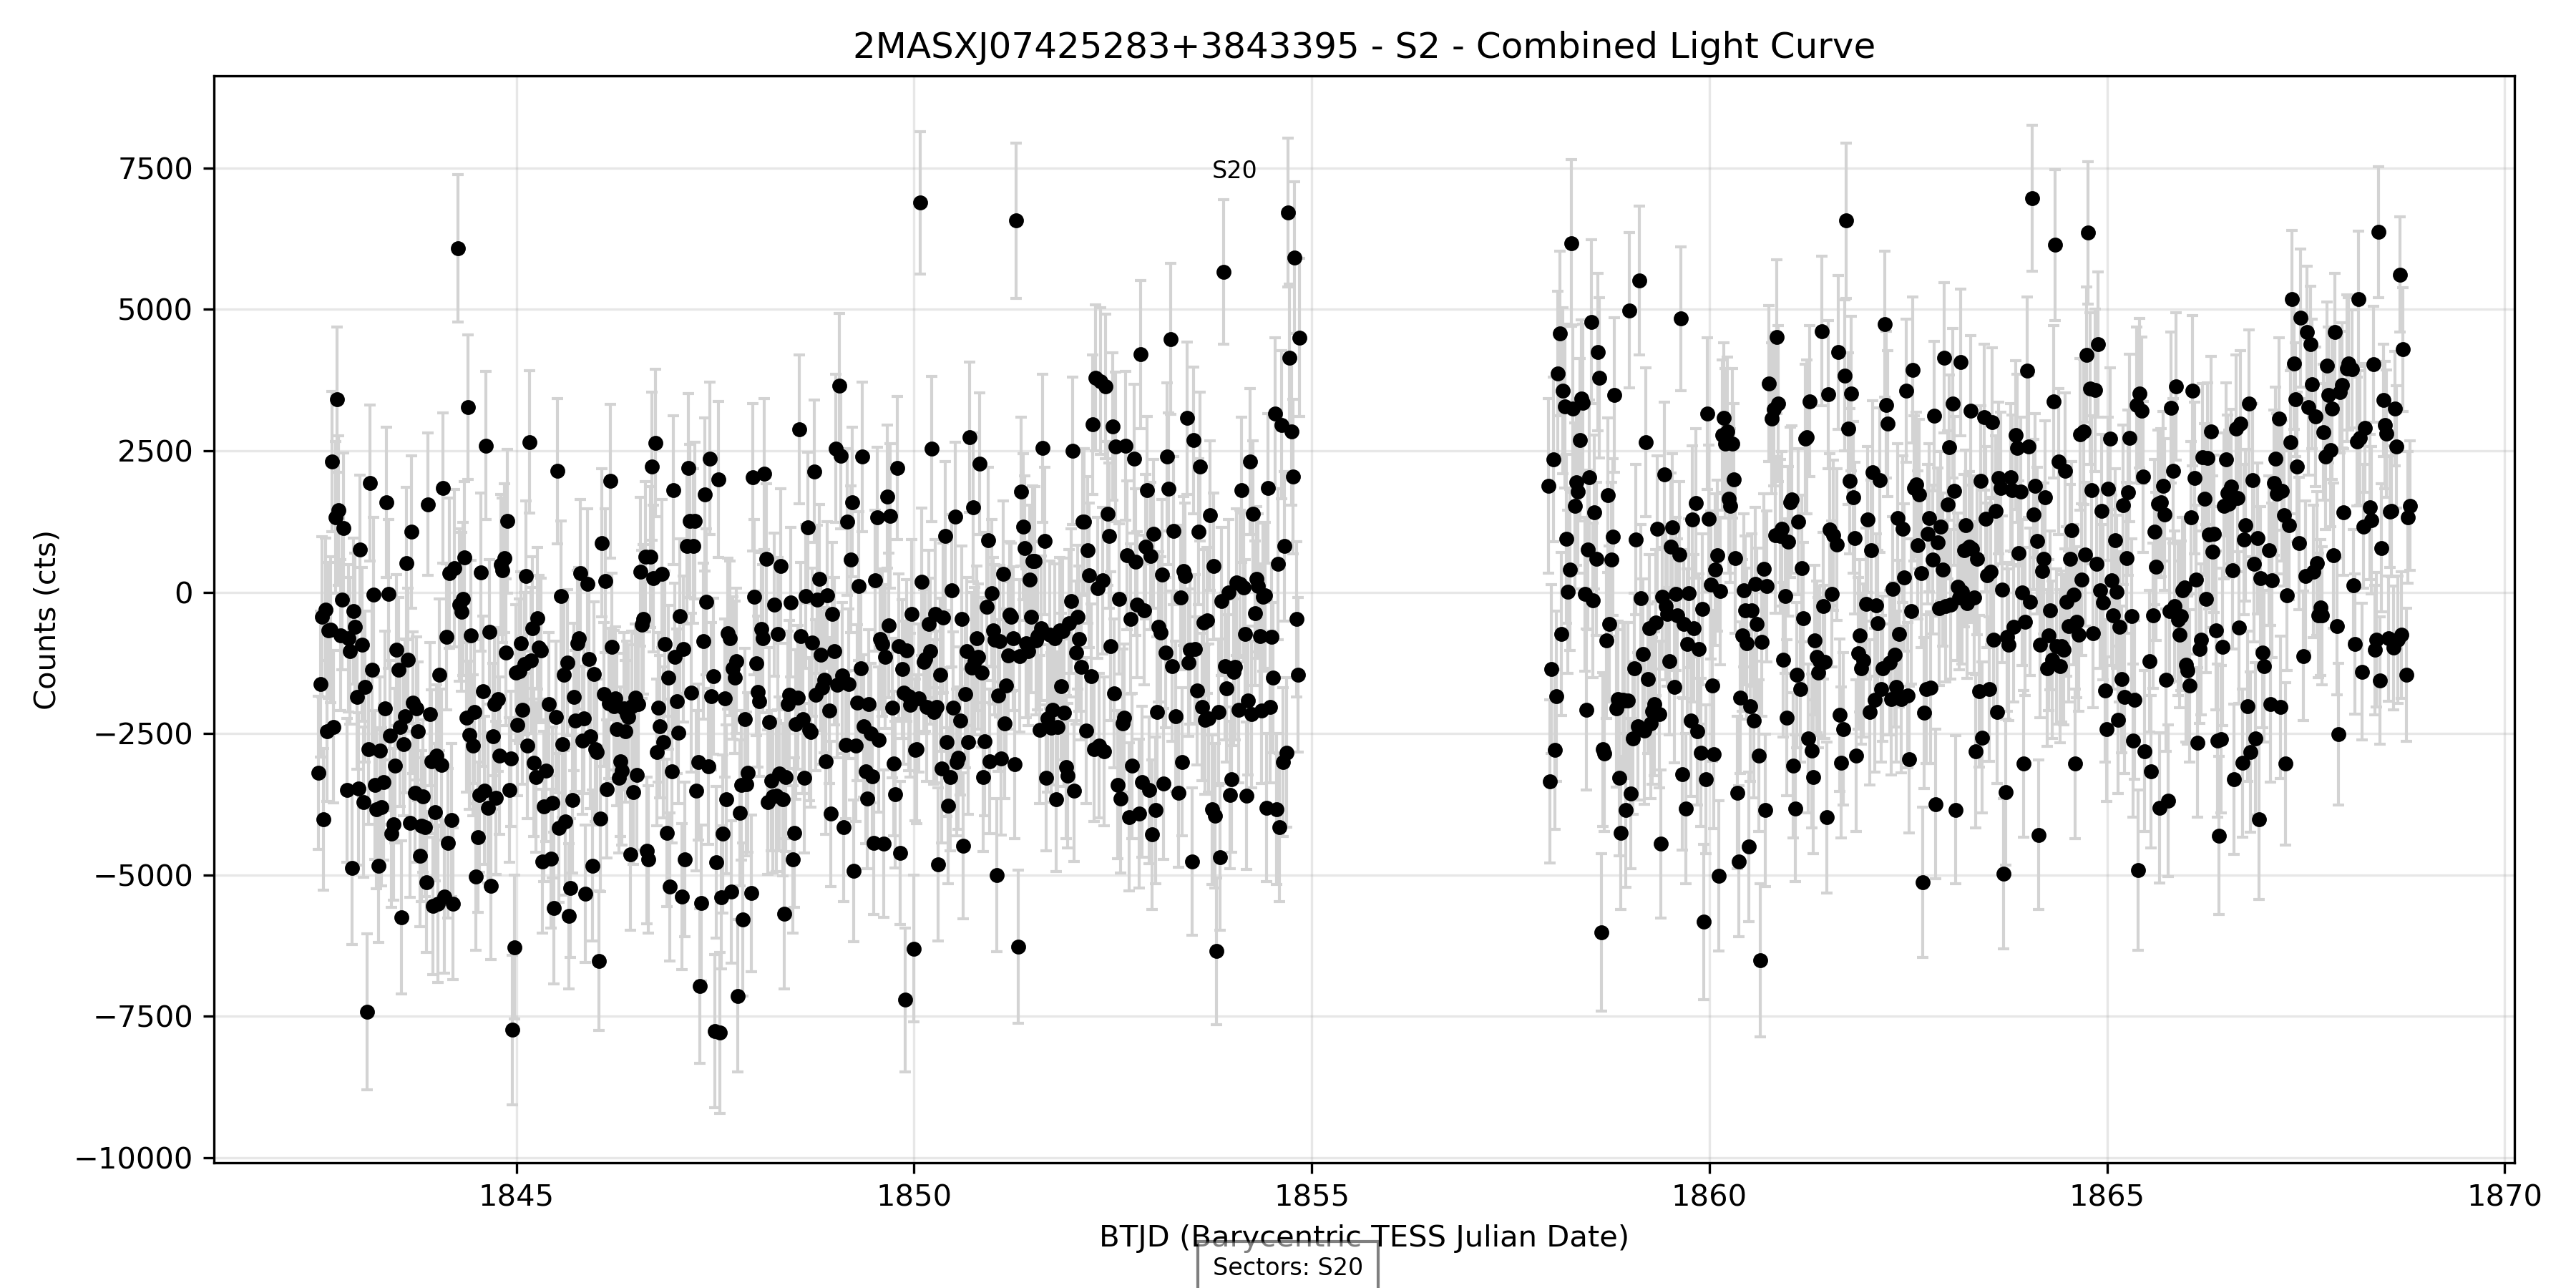 2MASXJ07425283+3843395 - S2 - Combined Light Curve
Counts (cts)
7500
5000
2500
0
−2500
−5000
−7500
−10000
S20
1845 1850 1855 1860 1865 1870
BTJD (Barycentric TESS Julian Date)
Sectors: S20